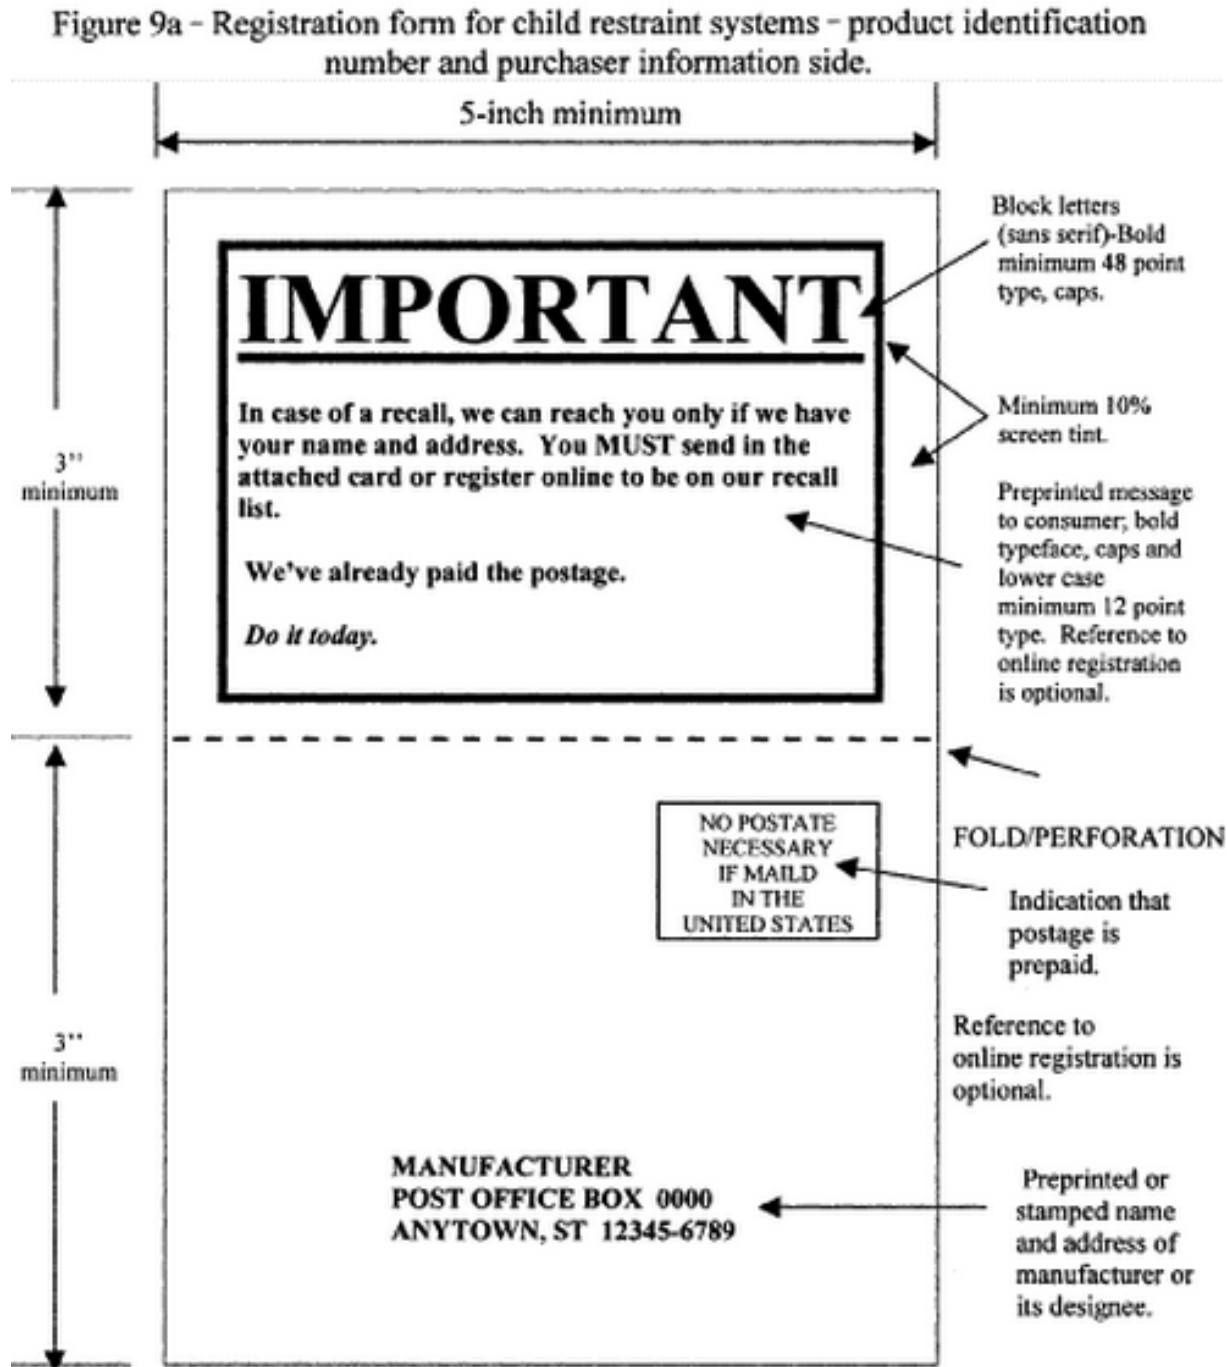 Figure 9a - Registration form for child restraint systems - product identification
number and purchaser information side.
5-inch minimum
3''
minimum
IMPORTANT
In case of a recall, we can reach you only if we have
your name and address. You MUST send in the
attached card or register online to be on our recall
list.
We've already paid the postage.
Do it today.
Block letters
(sans serif)-Bold
minimum 48 point
type, caps.
Minimum 10%
screen tint.
Preprinted message
to consumer; bold
typeface, caps and
lower case
minimum 12 point
type. Reference to
online registration
is optional.
FOLD/PERFORATION
3''
minimum
NO POSTATE
NECESSARY
IF MAILD
IN THE
UNITED STATES
Indication that
postage is
prepaid.
Reference to
online registration is
optional.
MANUFACTURER
POST OFFICE BOX 0000
ANYTOWN, ST 12345-6789
Preprinted or
stamped name
and address of
manufacturer or
its designee.